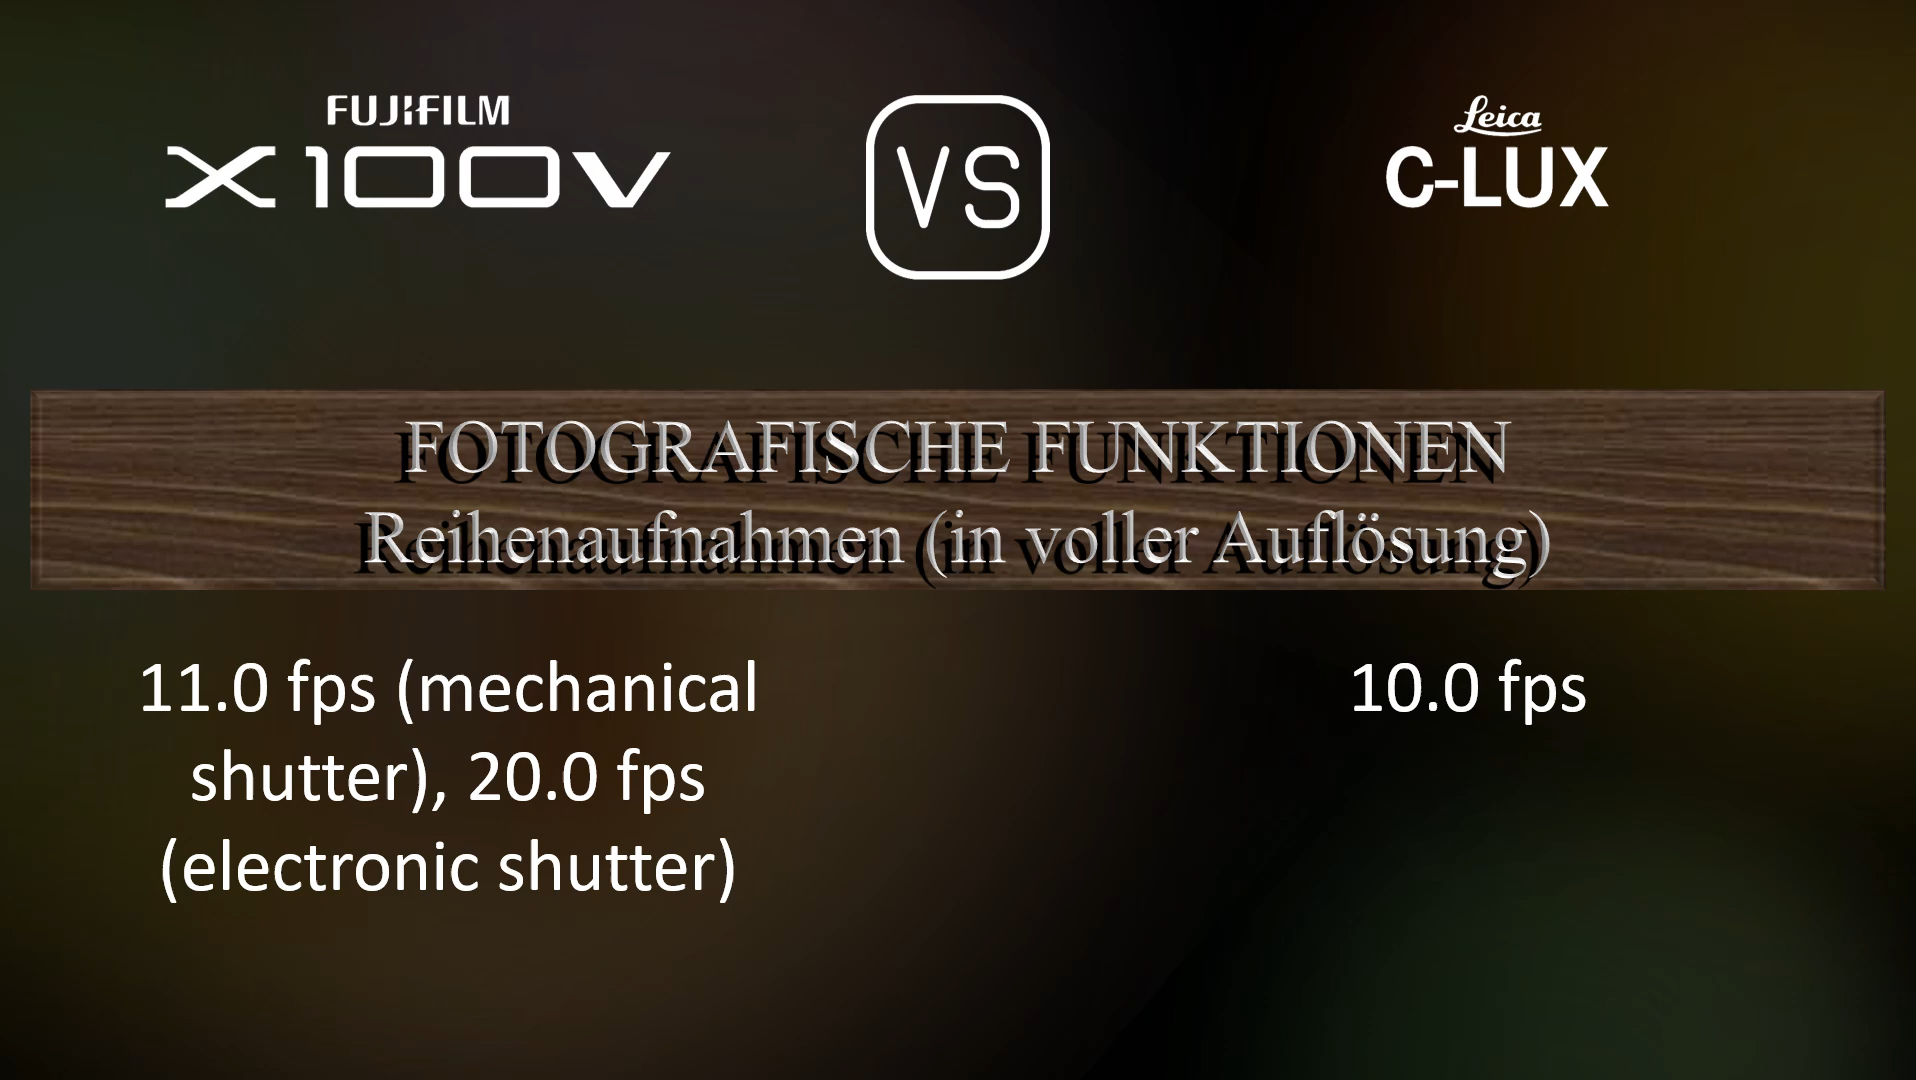 FUJIFILM
X100V
VS
Leica
C-LUX
FOTOGRAFISCHE FUNKTIONEN
Reihenaufnahmen (in voller Auflösung)
11.0 fps (mechanical
shutter), 20.0 fps
(electronic shutter)
10.0 fps